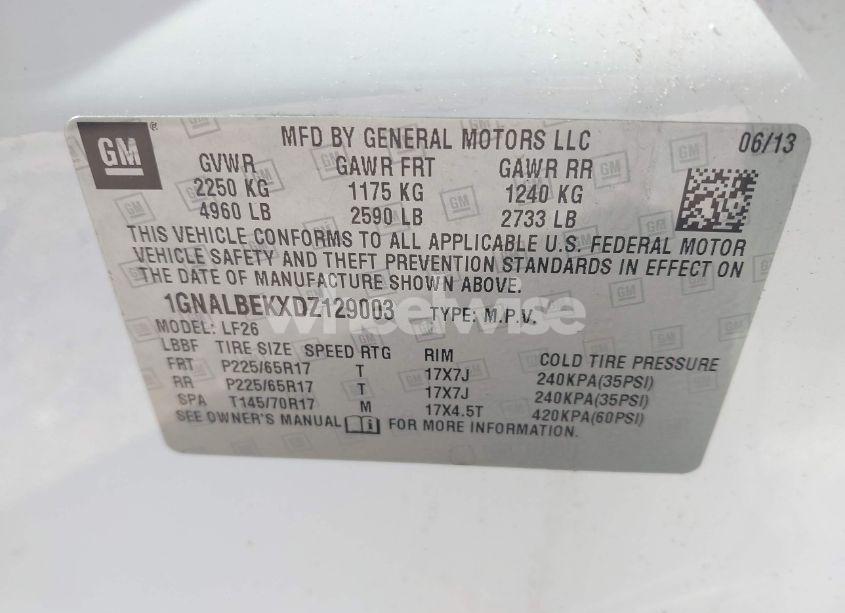 GM ® MFD BY GENERAL MOTORS LLC 06/13
GVWR GAWR FRT GAWR RR
2250 KG 1175 KG 1240 KG
4960 LB 2590 LB 2733 LB
THIS VEHICLE CONFORMS TO ALL APPLICABLE U.S. FEDERAL MOTOR
VEHICLE SAFETY AND THEFT PREVENTION STANDARDS IN EFFECT ON
THE DATE OF MANUFACTURE SHOWN ABOVE.
1GNALBEKXDZ129003 TYPE: M.P.V.
wheelwise
MODEL: LF26
LBBF TIRE SIZE SPEED RTG RIM COLD TIRE PRESSURE
FRT P225/65R17 T 17X7J 240KPA(35PSI)
RR P225/65R17 T 17X7J 240KPA(35PSI)
SPA T145/70R17 M 17X4.5T 420KPA(60PSI)
SEE OWNER'S MANUAL FOR MORE INFORMATION.